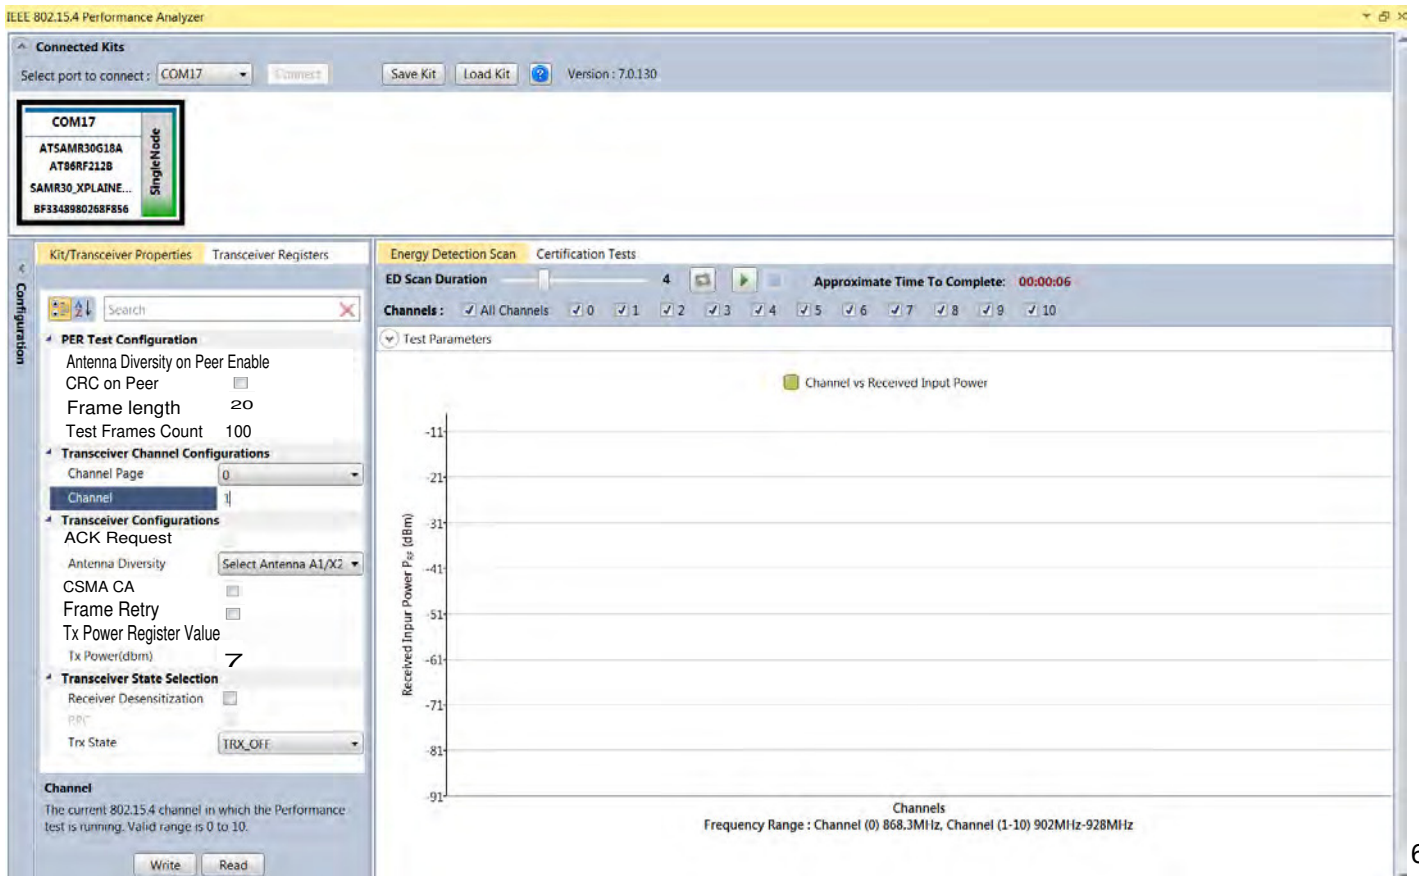 IEEE 802.15.4 Performance Analyzer
Connected Kits
Select port to connect : COM17 Connect Save Kit Load Kit ? Version : 7.0.130
COM17
ATSAMR30G18A
AT86RF212B
SAMR30_XPLAINE...
BF3348980268F856
SingleNode
Configuration
Kit/Transceiver Properties Transceiver Registers
Search
PER Test Configuration
Antenna Diversity on Peer Enable
CRC on Peer
Frame length 20
Test Frames Count 100
Transceiver Channel Configurations
Channel Page 0
Channel 1
Transceiver Configurations
ACK Request
Antenna Diversity Select Antenna A1/X2
CSMA CA
Frame Retry
Tx Power Register Value
Tx Power(dbm) 7
Transceiver State Selection
Receiver Desensitization
RPC
Trx State TRX_OFF
Channel
The current 802.15.4 channel in which the Performance
test is running. Valid range is 0 to 10.
Write Read
Energy Detection Scan Certification Tests
ED Scan Duration 4 Approximate Time To Complete: 00:00:06
Channels : All Channels 0 1 2 3 4 5 6 7 8 9 10
Test Parameters
Channel vs Received Input Power
Received Inpur Power PRF (dBm)
-11
-21
-31
-41
-51
-61
-71
-81
-91
Channels
Frequency Range : Channel (0) 868.3MHz, Channel (1-10) 902MHz-928MHz
6